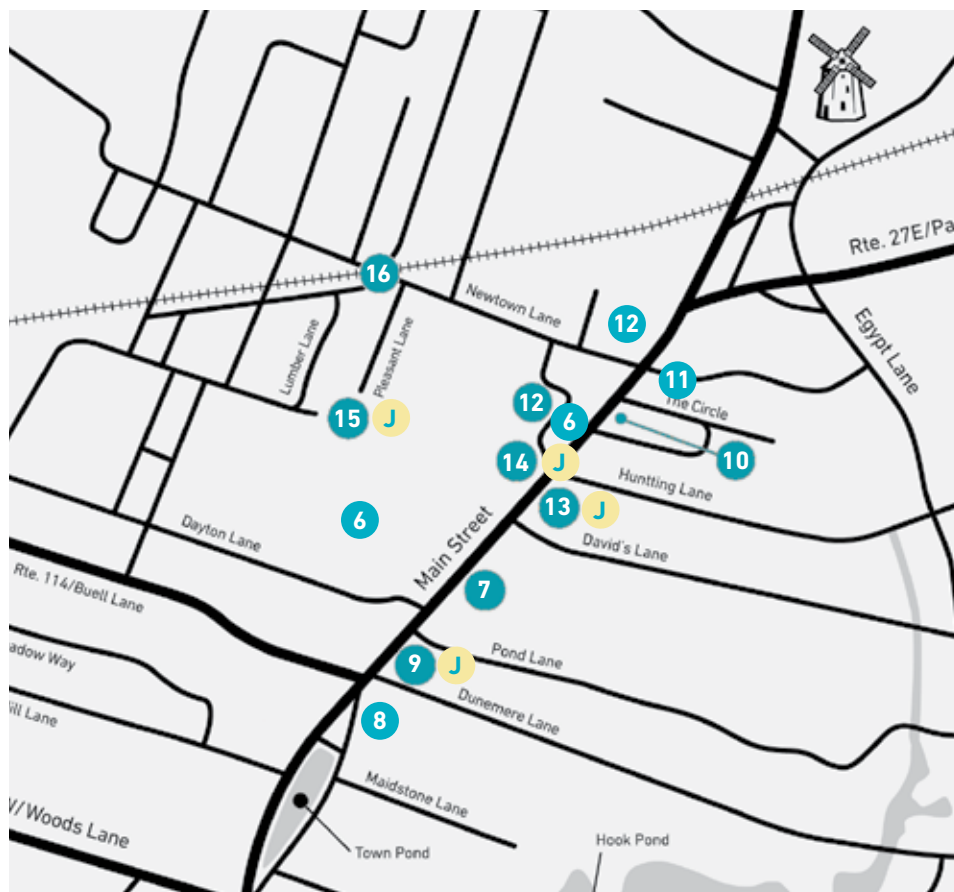 Rte. 27E/Pa
16
Newtown Lane
12
Egypt Lane
Lumber Lane
Pleasant Lane
11
12
The Circle
15 J
6
14 J
10
Huntting Lane
13 J
6
Main Street
David's Lane
Dayton Lane
Rte. 114/Buell Lane
7
adow Way
9 J
Pond Lane
Dunemere Lane
ill Lane
8
Maidstone Lane
/Woods Lane
Town Pond
Hook Pond